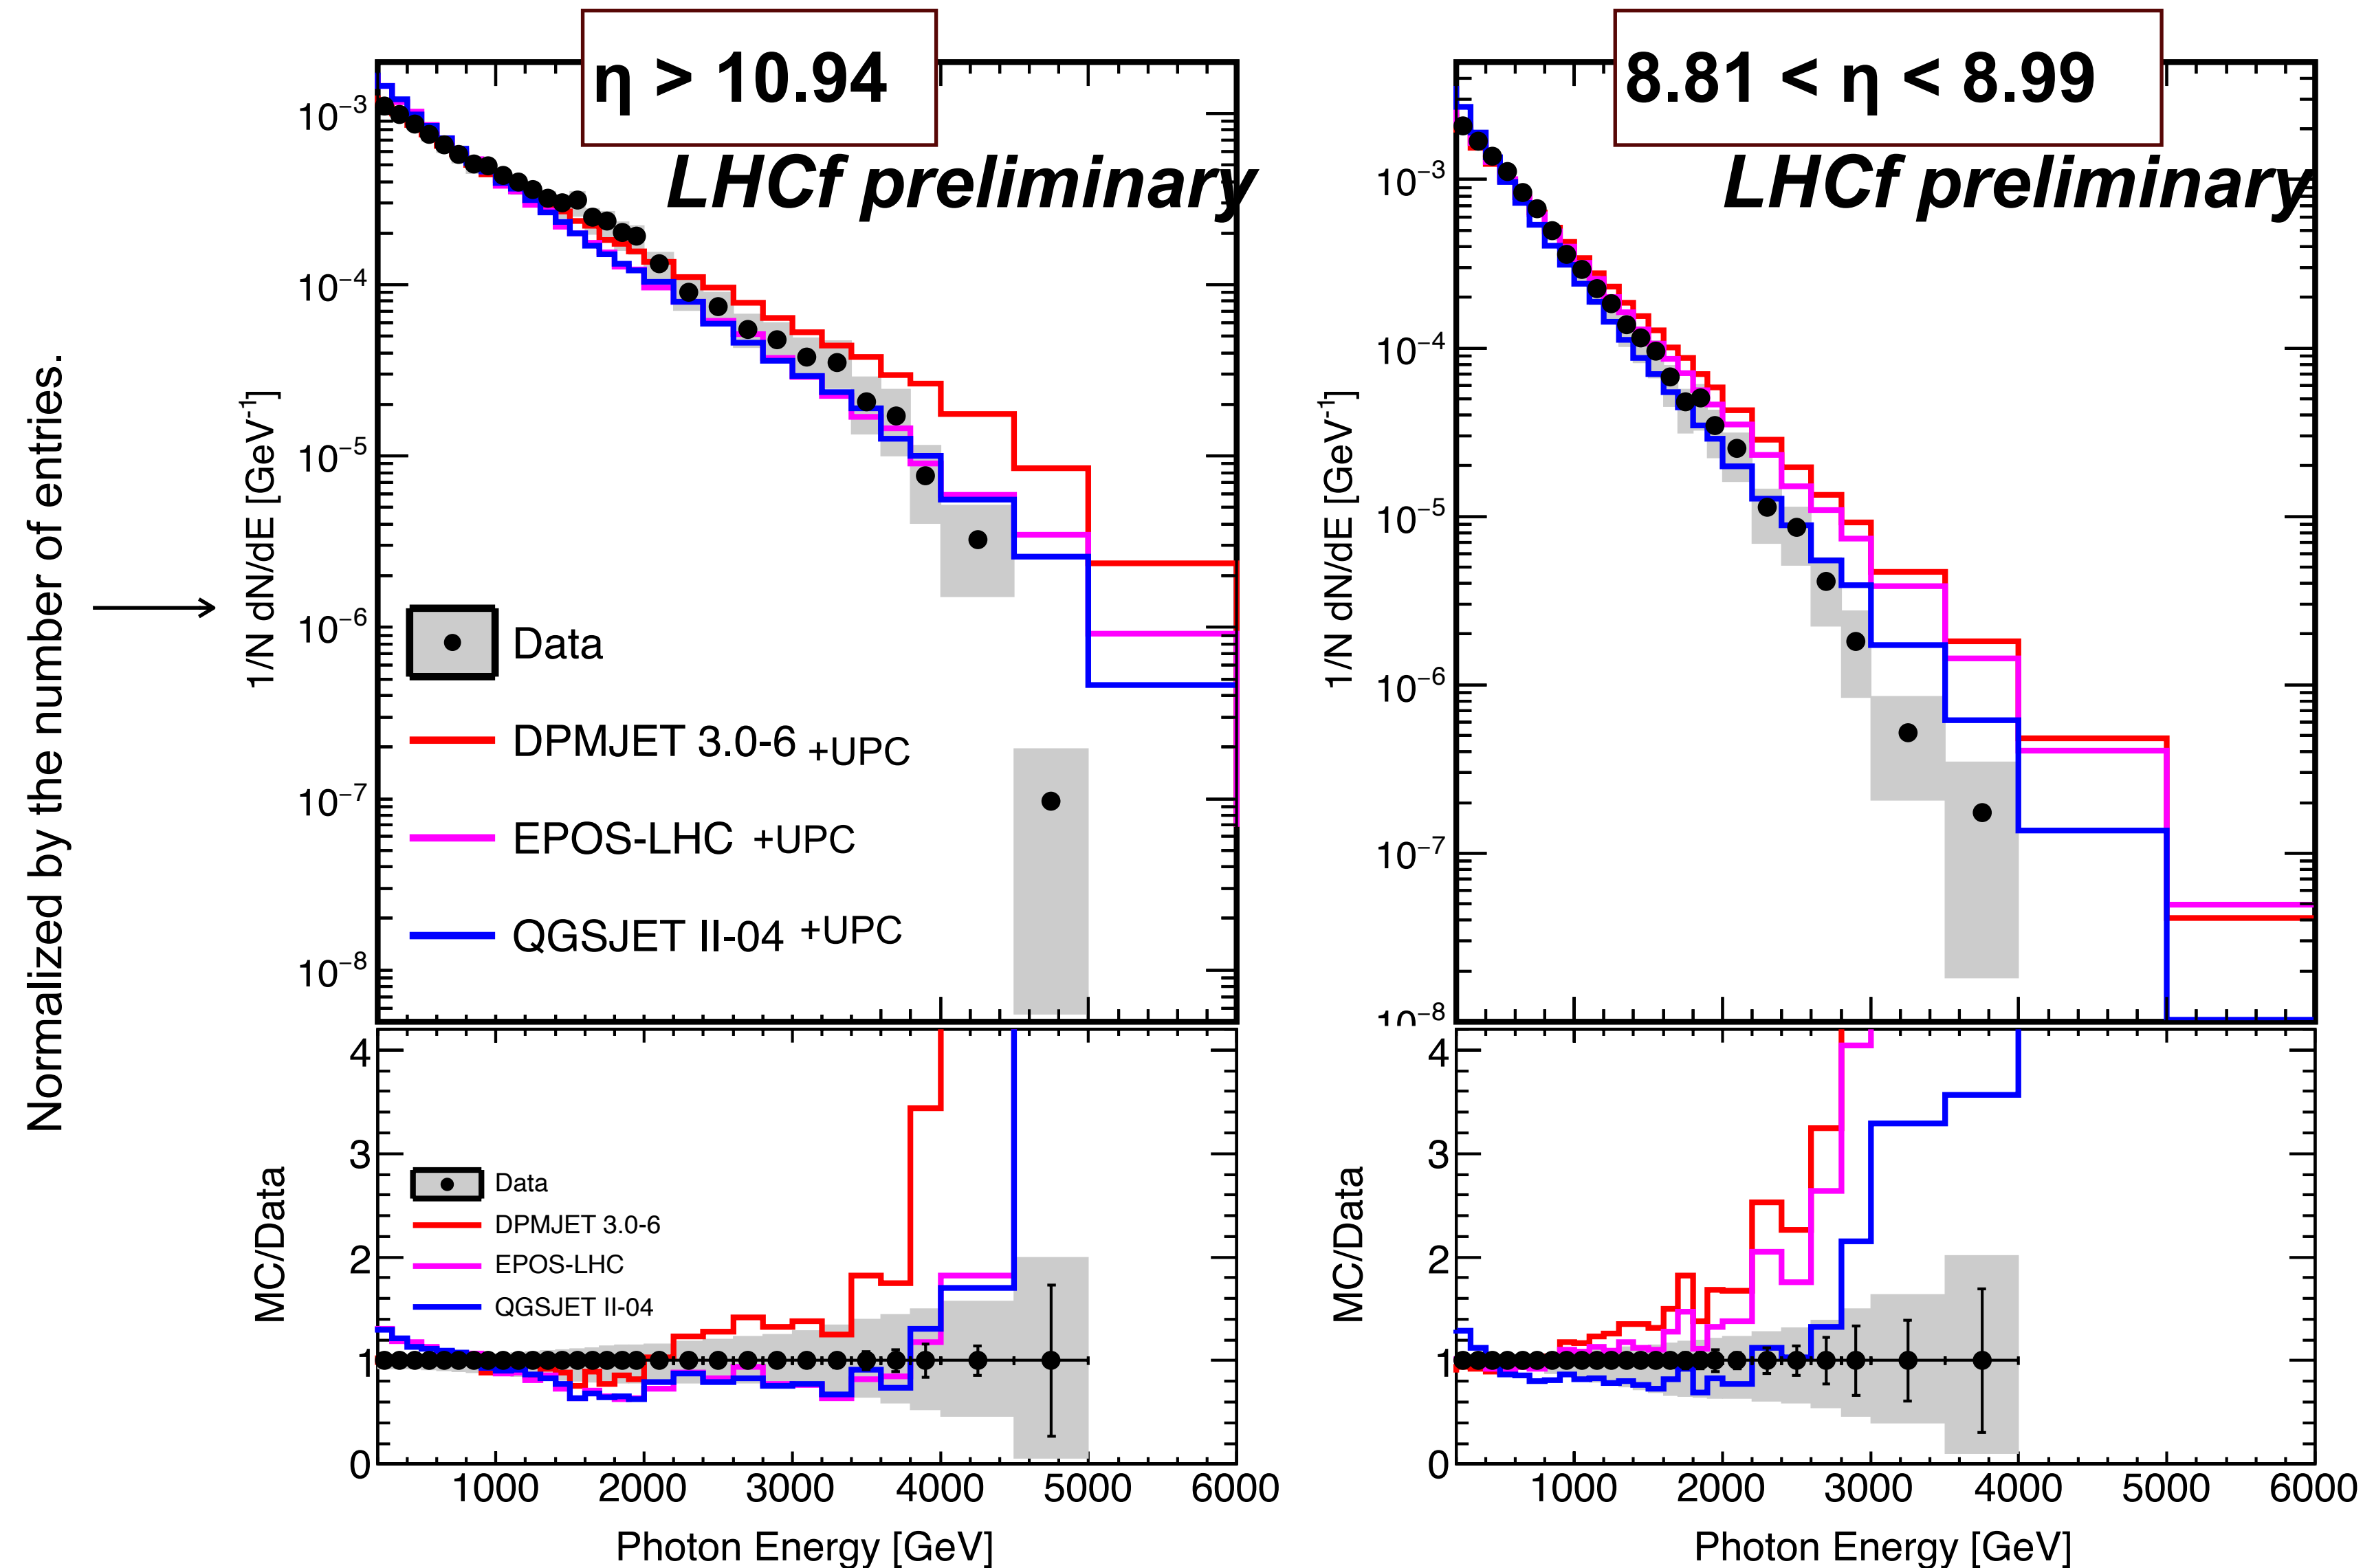 Normalized by the number of entries.
η > 10.94
LHCf preliminary
1/N dN/dE [GeV⁻¹]
10⁻³
10⁻⁴
10⁻⁵
10⁻⁶
10⁻⁷
10⁻⁸
Data
DPMJET 3.0-6 +UPC
EPOS-LHC +UPC
QGSJET II-04 +UPC
MC/Data
4
3
2
1
0
Data
DPMJET 3.0-6
EPOS-LHC
QGSJET II-04
1000 2000 3000 4000 5000 6000
Photon Energy [GeV]
8.81 < η < 8.99
LHCf preliminary
1/N dN/dE [GeV⁻¹]
10⁻³
10⁻⁴
10⁻⁵
10⁻⁶
10⁻⁷
10⁻⁸
MC/Data
4
3
2
1
0
1000 2000 3000 4000 5000 6000
Photon Energy [GeV]